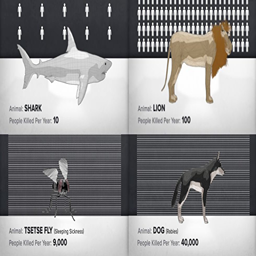 Animal: SHARK
People Killed Per Year: 10
Animal: LION
People Killed Per Year: 100
Animal: TSETSE FLY (Sleeping Sickness)
People Killed Per Year: 9,000
Animal: DOG (Rabies)
People Killed Per Year: 40,000